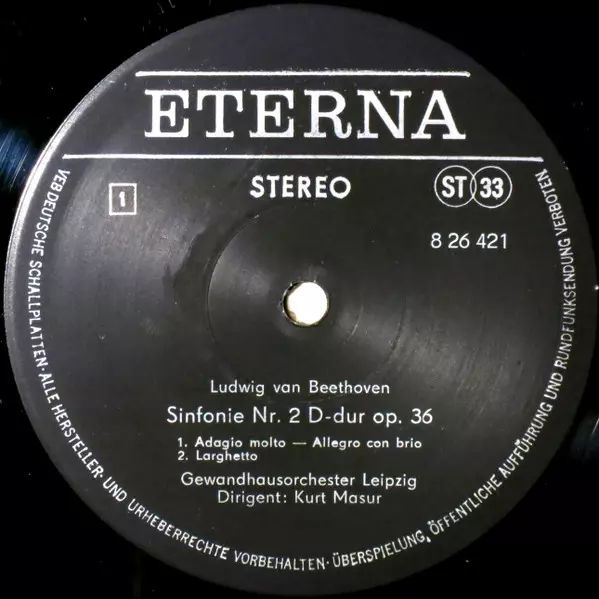 ETERNA
STEREO
ST 33
1
8 26 421
Ludwig van Beethoven
Sinfonie Nr. 2 D-dur op. 36
1. Adagio molto — Allegro con brio
2. Larghetto
Gewandhausorchester Leipzig
Dirigent: Kurt Masur
VEB DEUTSCHE SCHALLPLATTEN · ALLE HERSTELLER- UND URHEBERRECHTE VORBEHALTEN · ÜBERSPIELUNG, ÖFFENTLICHE AUFFÜHRUNG UND RUNDFUNKSENDUNG VERBOTEN